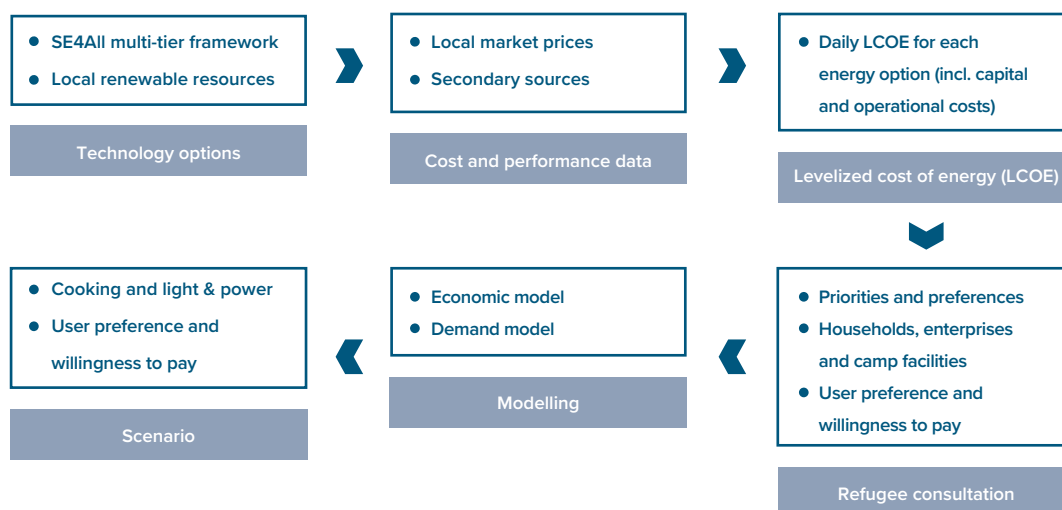 SE4All multi-tier framework
Local renewable resources
Technology options
Local market prices
Secondary sources
Cost and performance data
Daily LCOE for each
energy option (incl. capital
and operational costs)
Levelized cost of energy (LCOE)
Priorities and preferences
Households, enterprises
and camp facilities
User preference and
willingness to pay
Refugee consultation
Economic model
Demand model
Modelling
Cooking and light & power
User preference and
willingness to pay
Scenario